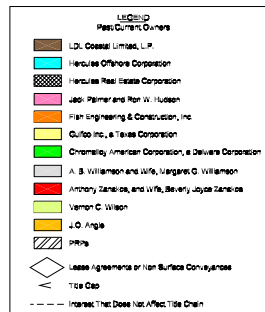 LEGEND
Past/Current Owners
LDL Coastal Limited, L.P.
Hercules Offshore Corporation
Hercules Real Estate Corporation
Jack Palmer and Ron W. Hudson
Fish Engineering & Construction, Inc.
Gulfco Inc., a Texas Corporation
Chromalloy American Corporation, a Delware Corporation
A. B. Williamson and Wife, Margaret G. Williamson
Anthony Zanakos, and Wife, Beverly Joyce Zanakos
Vernon C. Wilson
J.O. Angle
PRPs
Lease Agreements or Non Surface Conveyances
Title Gap
Interest That Does Not Affect Title Chain